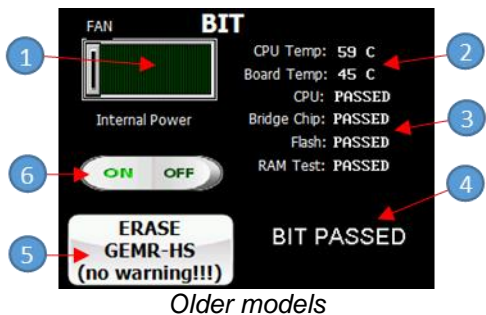 FAN
BIT
1
CPU Temp: 59 C
2
Board Temp: 45 C
CPU: PASSED
Internal Power
Bridge Chip: PASSED
3
Flash: PASSED
RAM Test: PASSED
6
ON OFF
4
ERASE
GEMR-HS
(no warning!!!)
5
BIT PASSED
Older models